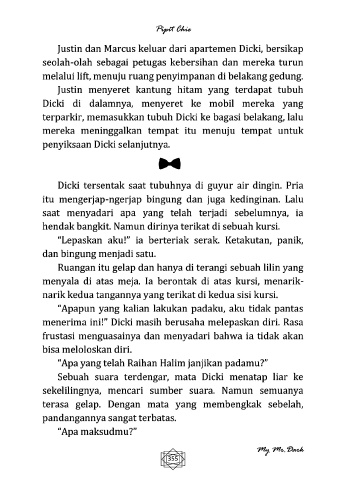 Pipit Chie
Justin dan Marcus keluar dari apartemen Dicki, bersikap
seolah-olah sebagai petugas kebersihan dan mereka turun
melalui lift, menuju ruang penyimpanan di belakang gedung.
Justin menyeret kantung hitam yang terdapat tubuh
Dicki di dalamnya, menyeret ke mobil mereka yang
terparkir, memasukkan tubuh Dicki ke bagasi belakang, lalu
mereka meninggalkan tempat itu menuju tempat untuk
penyiksaan Dicki selanjutnya.
Dicki tersentak saat tubuhnya di guyur air dingin. Pria
itu mengerjap-ngerjap bingung dan juga kedinginan. Lalu
saat menyadari apa yang telah terjadi sebelumnya, ia
hendak bangkit. Namun dirinya terikat di sebuah kursi.
"Lepaskan aku!" ia berteriak serak. Ketakutan, panik,
dan bingung menjadi satu.
Ruangan itu gelap dan hanya di terangi sebuah lilin yang
menyala di atas meja. Ia berontak di atas kursi, menarik-
narik kedua tangannya yang terikat di kedua sisi kursi.
"Apapun yang kalian lakukan padaku, aku tidak pantas
menerima ini!" Dicki masih berusaha melepaskan diri. Rasa
frustasi menguasainya dan menyadari bahwa ia tidak akan
bisa meloloskan diri.
"Apa yang telah Raihan Halim janjikan padamu?"
Sebuah suara terdengar, mata Dicki menatap liar ke
sekelilingnya, mencari sumber suara. Namun semuanya
terasa gelap. Dengan mata yang membengkak sebelah,
pandangannya sangat terbatas.
"Apa maksudmu?"
My Mr. Dark
355